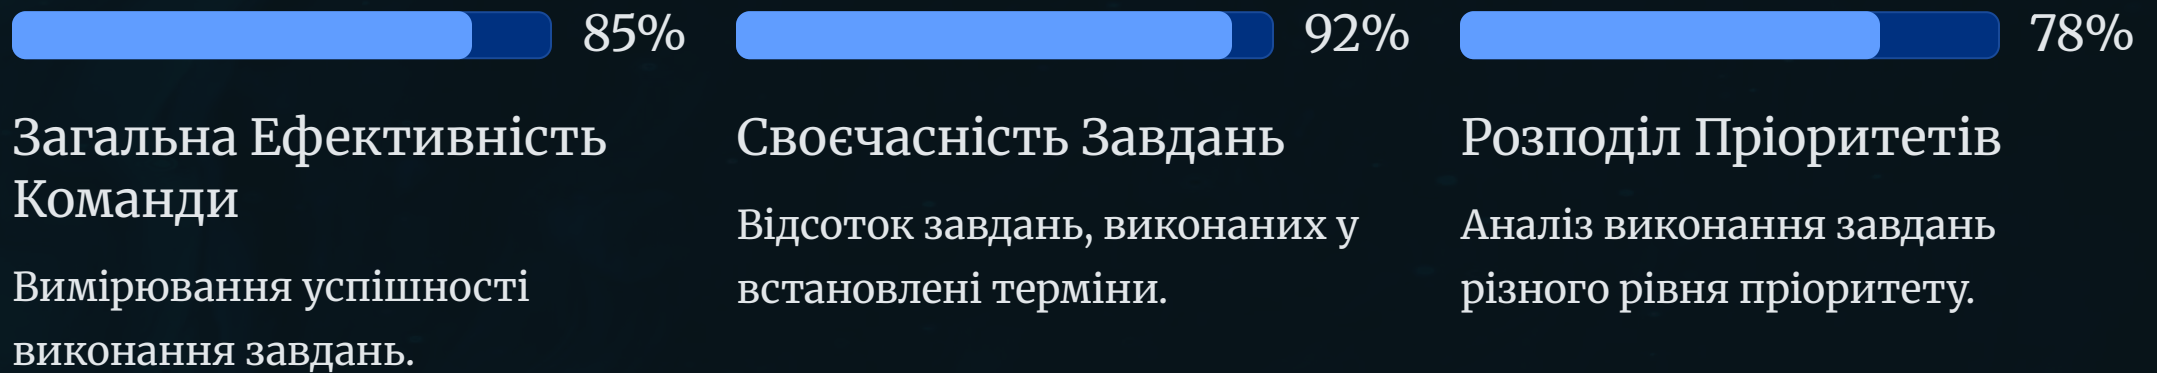 85%
Загальна Ефективність
Команди
Вимірювання успішності
виконання завдань.
92%
Своєчасність Завдань
Відсоток завдань, виконаних у
встановлені терміни.
78%
Розподіл Пріоритетів
Аналіз виконання завдань
різного рівня пріоритету.